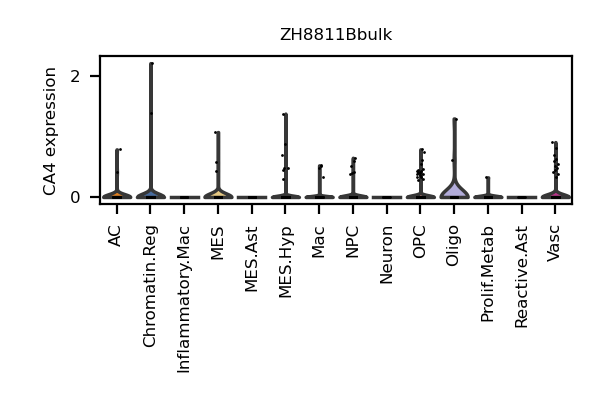 ZH8811Bbulk
CA4 expression
2
0
AC
Chromatin.Reg
Inflammatory.Mac
MES
MES.Ast
MES.Hyp
Mac
NPC
Neuron
OPC
Oligo
Prolif.Metab
Reactive.Ast
Vasc